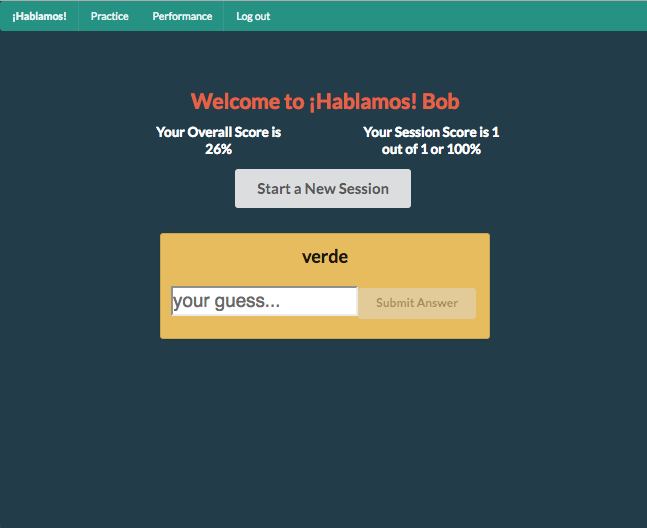 ¡Hablamos! Practice Performance Log out
Welcome to ¡Hablamos! Bob
Your Overall Score is
26%
Your Session Score is 1
out of 1 or 100%
Start a New Session
verde
your guess...
Submit Answer